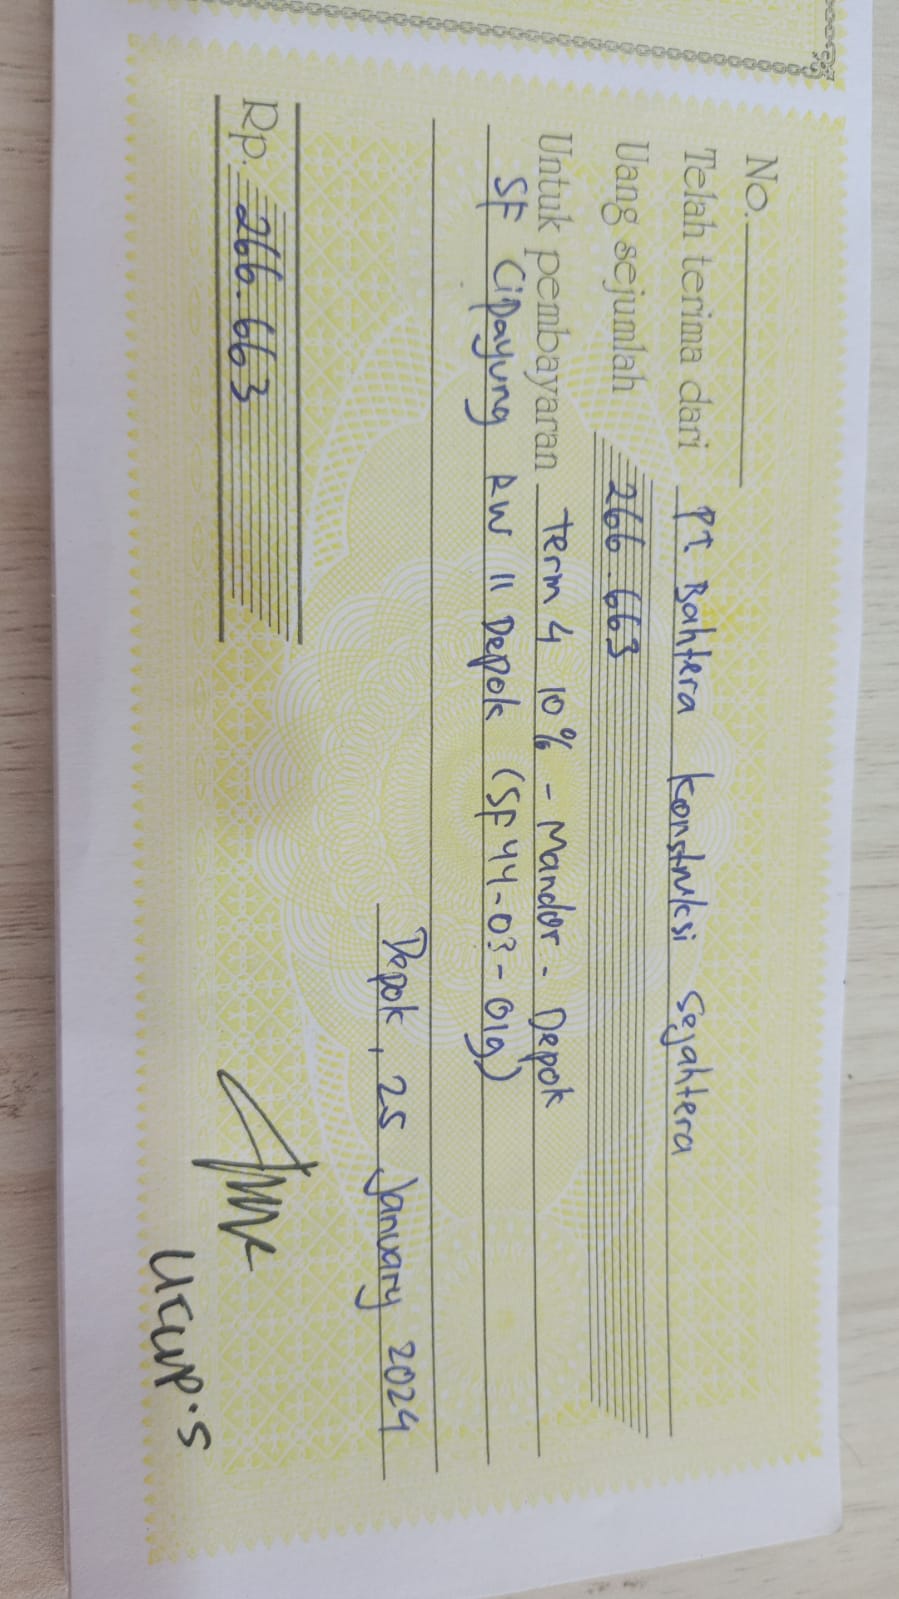 No.
Telah terima dari PT. Bahtera Konstruksi Sejahtera
Uang sejumlah 266.663
Untuk pembayaran term 4 10% - Mandor - Depok
SF Cipayung RW 11 Depok (SF 44-03-019)
Depok, 25 January 2024
Rp. 266.663
Ucup.S